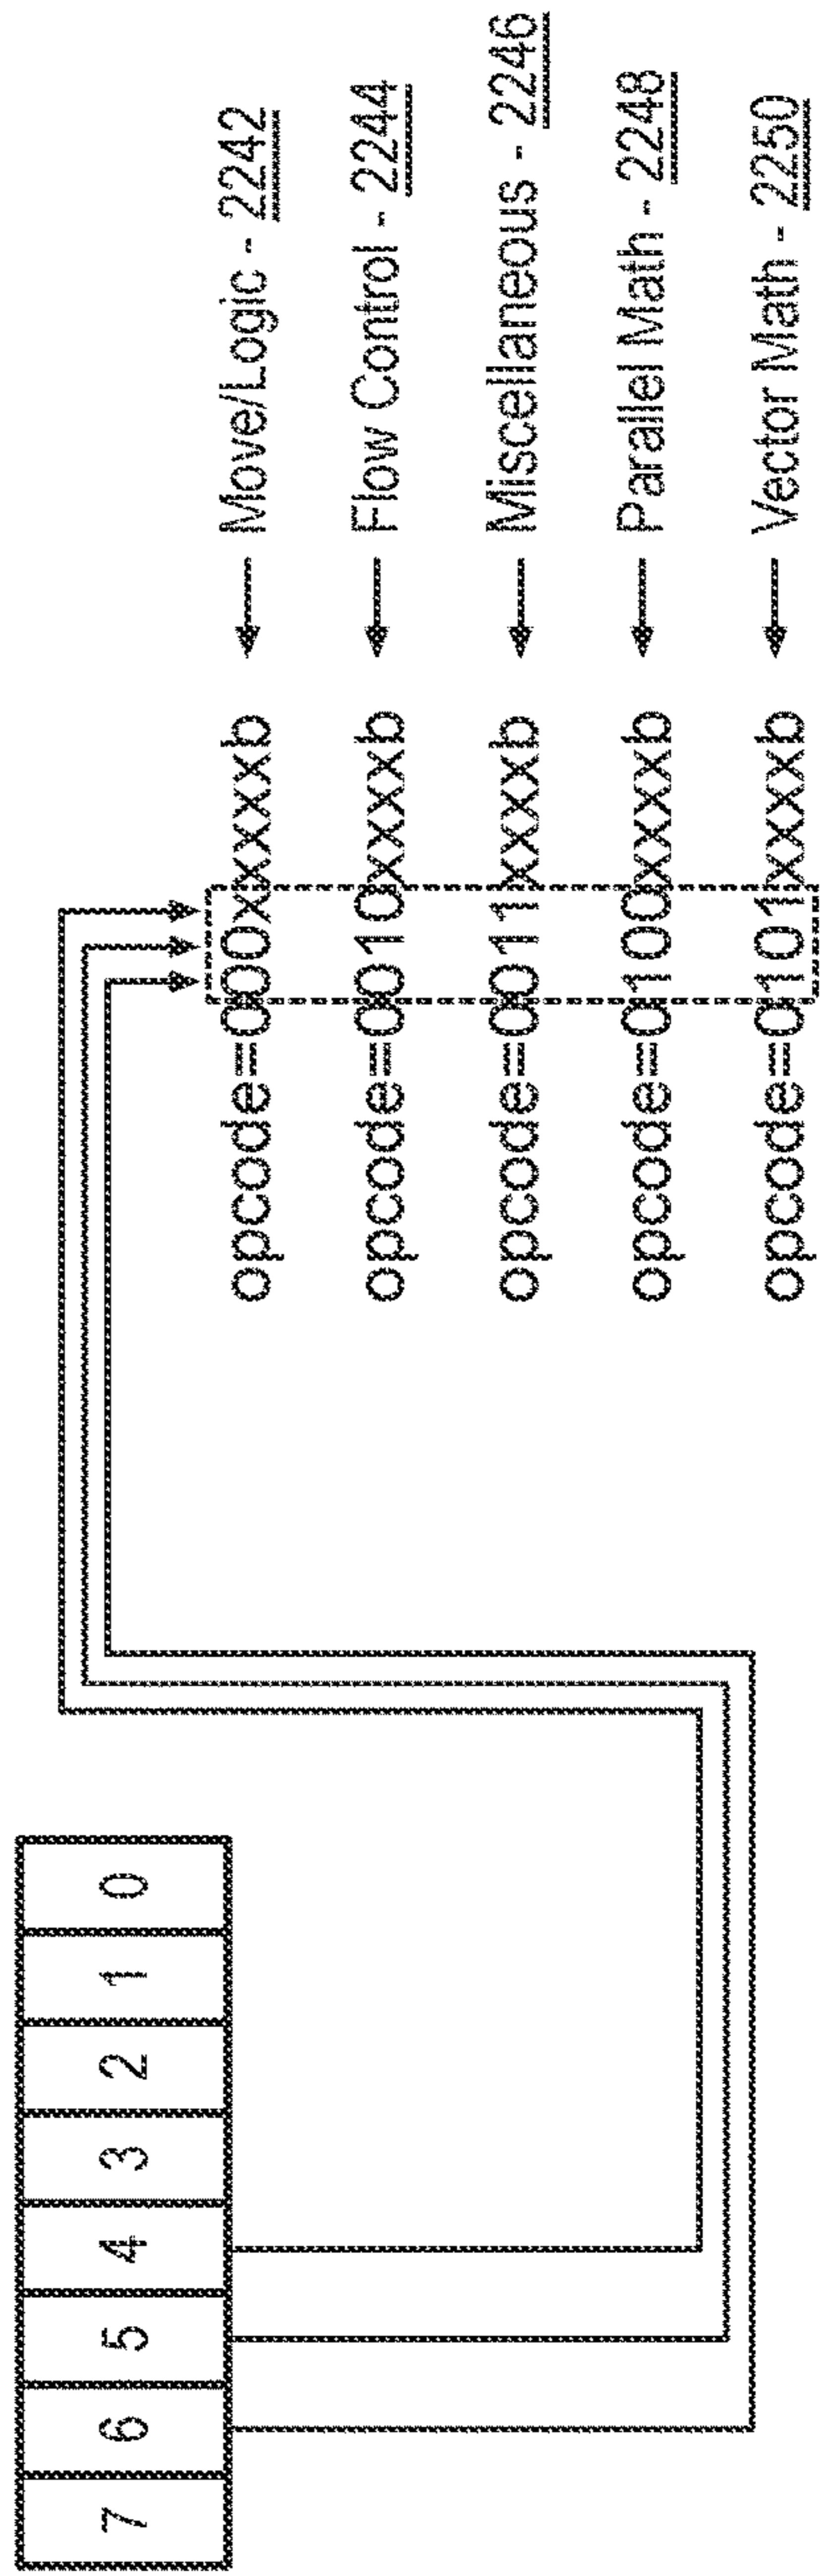 7 6 5 4 3 2 1 0
opcode=000xxxxxb ← Move/Logic - 2242
opcode=0010xxxxb ← Flow Control - 2244
opcode=0011xxxxb ← Miscellaneous - 2246
opcode=0100xxxxb ← Parallel Math - 2248
opcode=0101xxxxb ← Vector Math - 2250